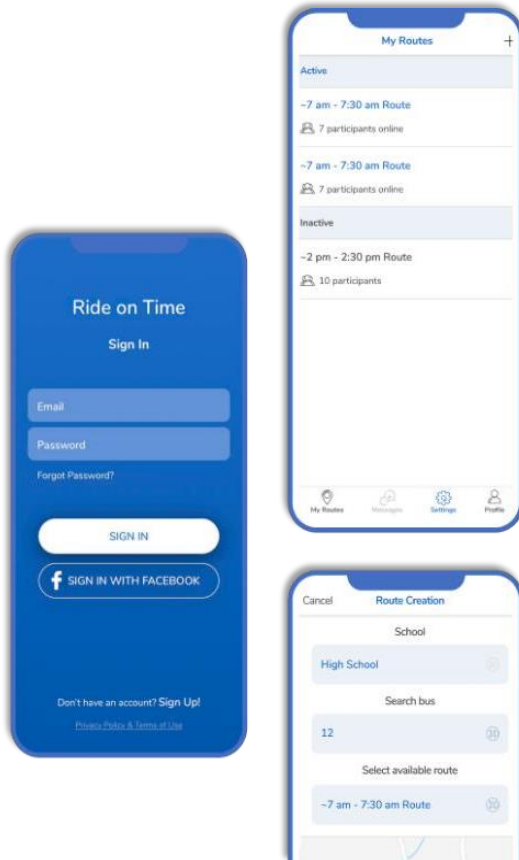 Ride on Time
Sign In
Email
Password
Forgot Password?
SIGN IN
f SIGN IN WITH FACEBOOK
Don't have an account? Sign Up!
Privacy Policy & Terms of Use
My Routes +
Active
~7 am - 7:30 am Route
7 participants online
~7 am - 7:30 am Route
7 participants online
Inactive
~2 pm - 2:30 pm Route
10 participants
My Routes Messages Settings Profile
Cancel Route Creation
School
High School
Search bus
12
Select available route
~7 am - 7:30 am Route